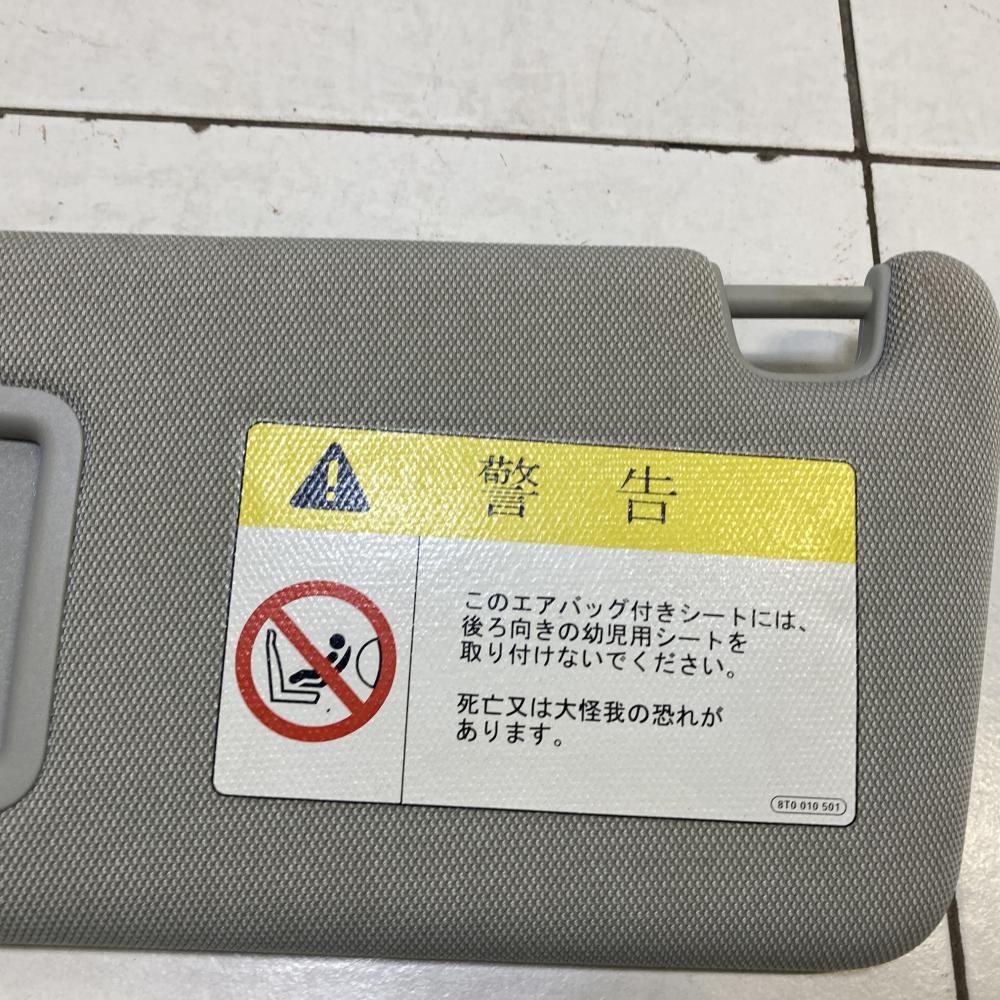 警告
このエアバッグ付きシートには、
後ろ向きの幼児用シートを
取り付けないでください。
死亡又は大怪我の恐れが
あります。
8T0 010 501